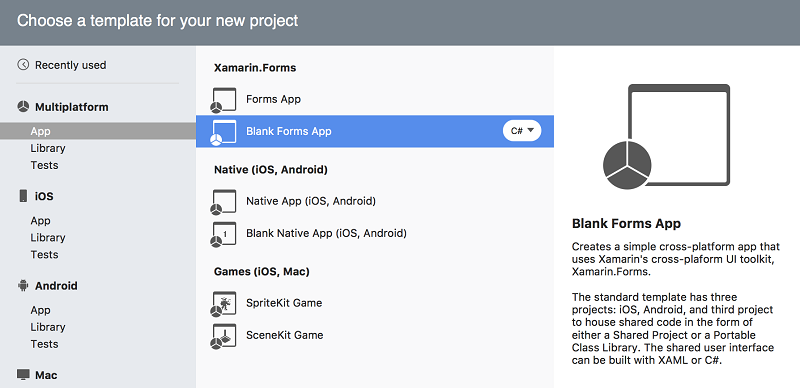 Choose a template for your new project
Recently used
Multiplatform
App
Library
Tests
iOS
App
Library
Tests
Android
App
Library
Tests
Mac
Xamarin.Forms
Forms App
Blank Forms App
C#
Native (iOS, Android)
Native App (iOS, Android)
1
Blank Native App (iOS, Android)
Games (iOS, Mac)
SpriteKit Game
SceneKit Game
Blank Forms App
Creates a simple cross-platform app that
uses Xamarin's cross-plaform UI toolkit,
Xamarin.Forms.
The standard template has three
projects: iOS, Android, and third project
to house shared code in the form of
either a Shared Project or a Portable
Class Library. The shared user interface
can be built with XAML or C#.